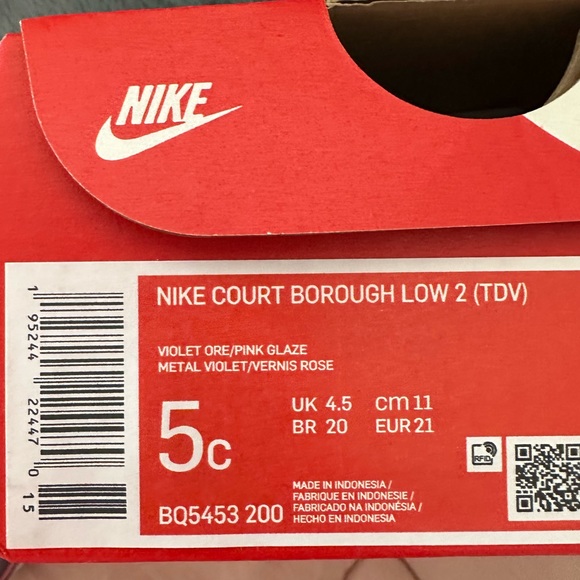 NIKE
NIKE COURT BOROUGH LOW 2 (TDV)
VIOLET ORE/PINK GLAZE
METAL VIOLET/VERNIS ROSE
5C
UK 4.5 cm 11
BR 20 EUR 21
RFID
BQ5453 200
MADE IN INDONESIA /
FABRIQUE EN INDONESIE /
FABRICADO NA INDONÉSIA /
HECHO EN INDONESIA
1 95244 22447 0 15